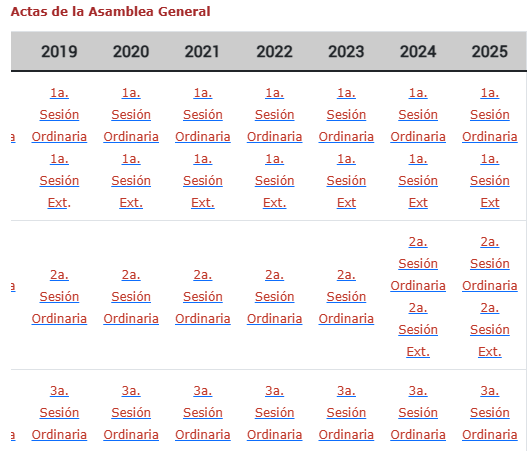 Actas de la Asamblea General
2019 2020 2021 2022 2023 2024 2025
1a. 1a. 1a. 1a. 1a. 1a. 1a.
Sesión Sesión Sesión Sesión Sesión Sesión Sesión
a Ordinaria Ordinaria Ordinaria Ordinaria Ordinaria Ordinaria Ordinaria
1a. 1a. 1a. 1a. 1a. 1a. 1a.
Sesión Sesión Sesión Sesión Sesión Sesión Sesión
Ext. Ext. Ext. Ext. Ext Ext Ext
2a. 2a.
Sesión Sesión
2a. 2a. 2a. 2a. 2a.
a Ordinaria Ordinaria
Sesión Sesión Sesión Sesión Sesión
2a. 2a.
Ordinaria Ordinaria Ordinaria Ordinaria Ordinaria
Sesión Sesión
Ext. Ext.
3a. 3a. 3a. 3a. 3a. 3a. 3a.
Sesión Sesión Sesión Sesión Sesión Sesión Sesión
a Ordinaria Ordinaria Ordinaria Ordinaria Ordinaria Ordinaria Ordinaria